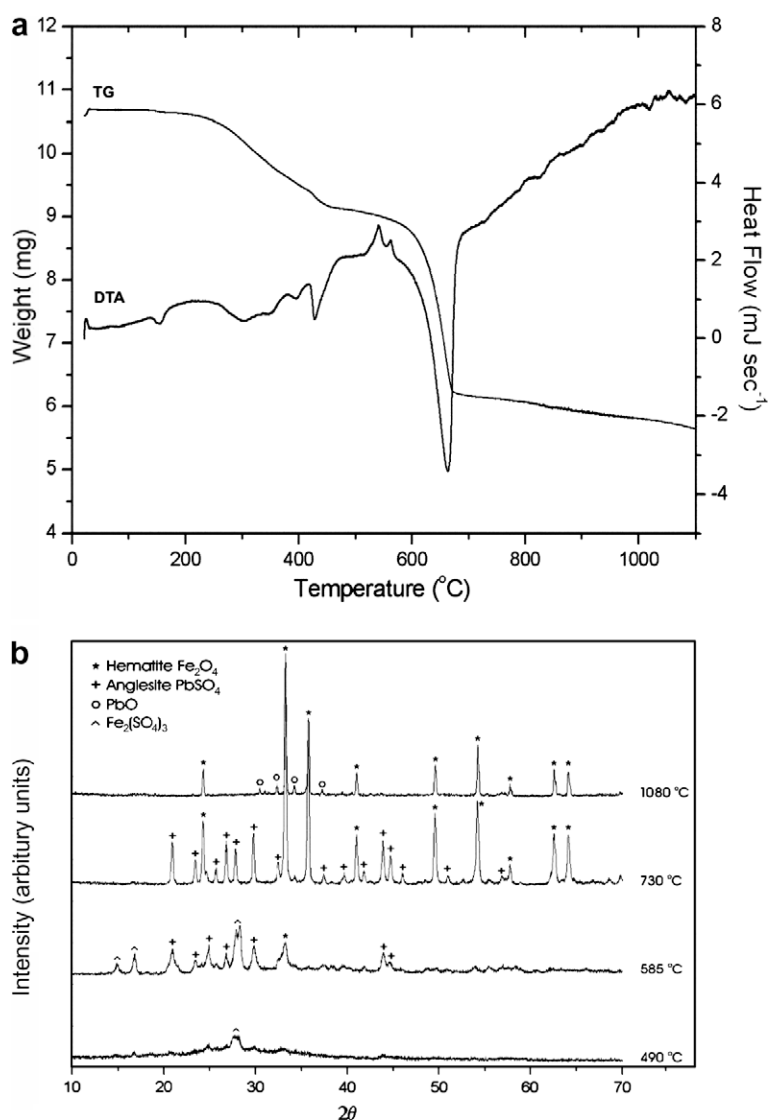 a
12
11
10
9
8
7
6
5
4
Weight (mg)
TG
DTA
8
6
4
2
0
-2
-4
Heat Flow (mJ sec⁻¹)
0 200 400 600 800 1000
Temperature (°C)
b
* Hematite Fe₂O₄
+ Anglesite PbSO₄
o PbO
^ Fe₂(SO₄)₃
1080 °C
730 °C
585 °C
490 °C
Intensity (arbitury units)
10 20 30 40 50 60 70
2θ